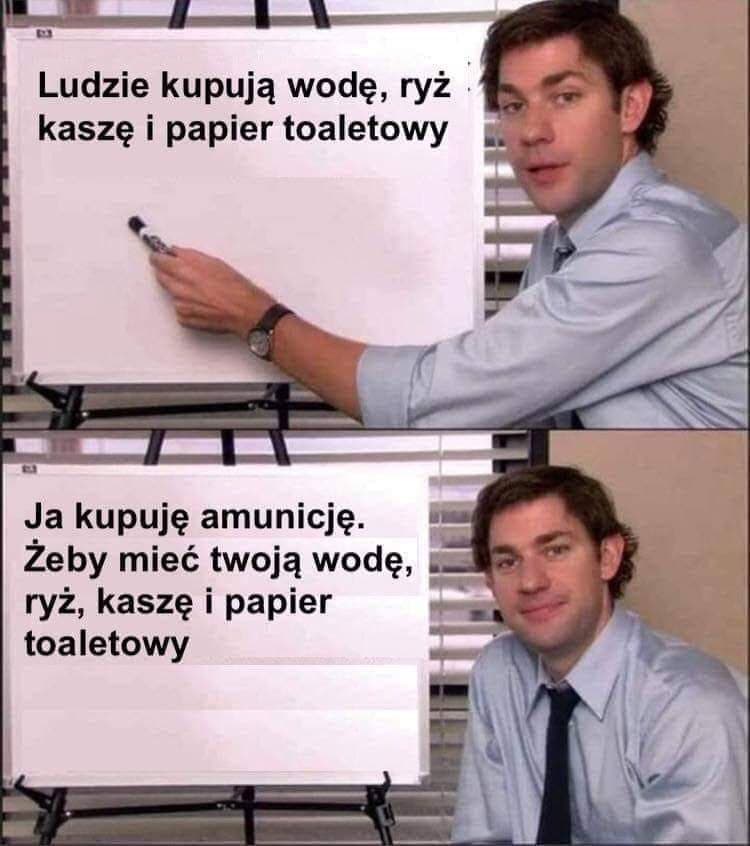 Ludzie kupują wodę, ryż
kaszę i papier toaletowy
Ja kupuję amunicję.
Żeby mieć twoją wodę,
ryż, kaszę i papier
toaletowy